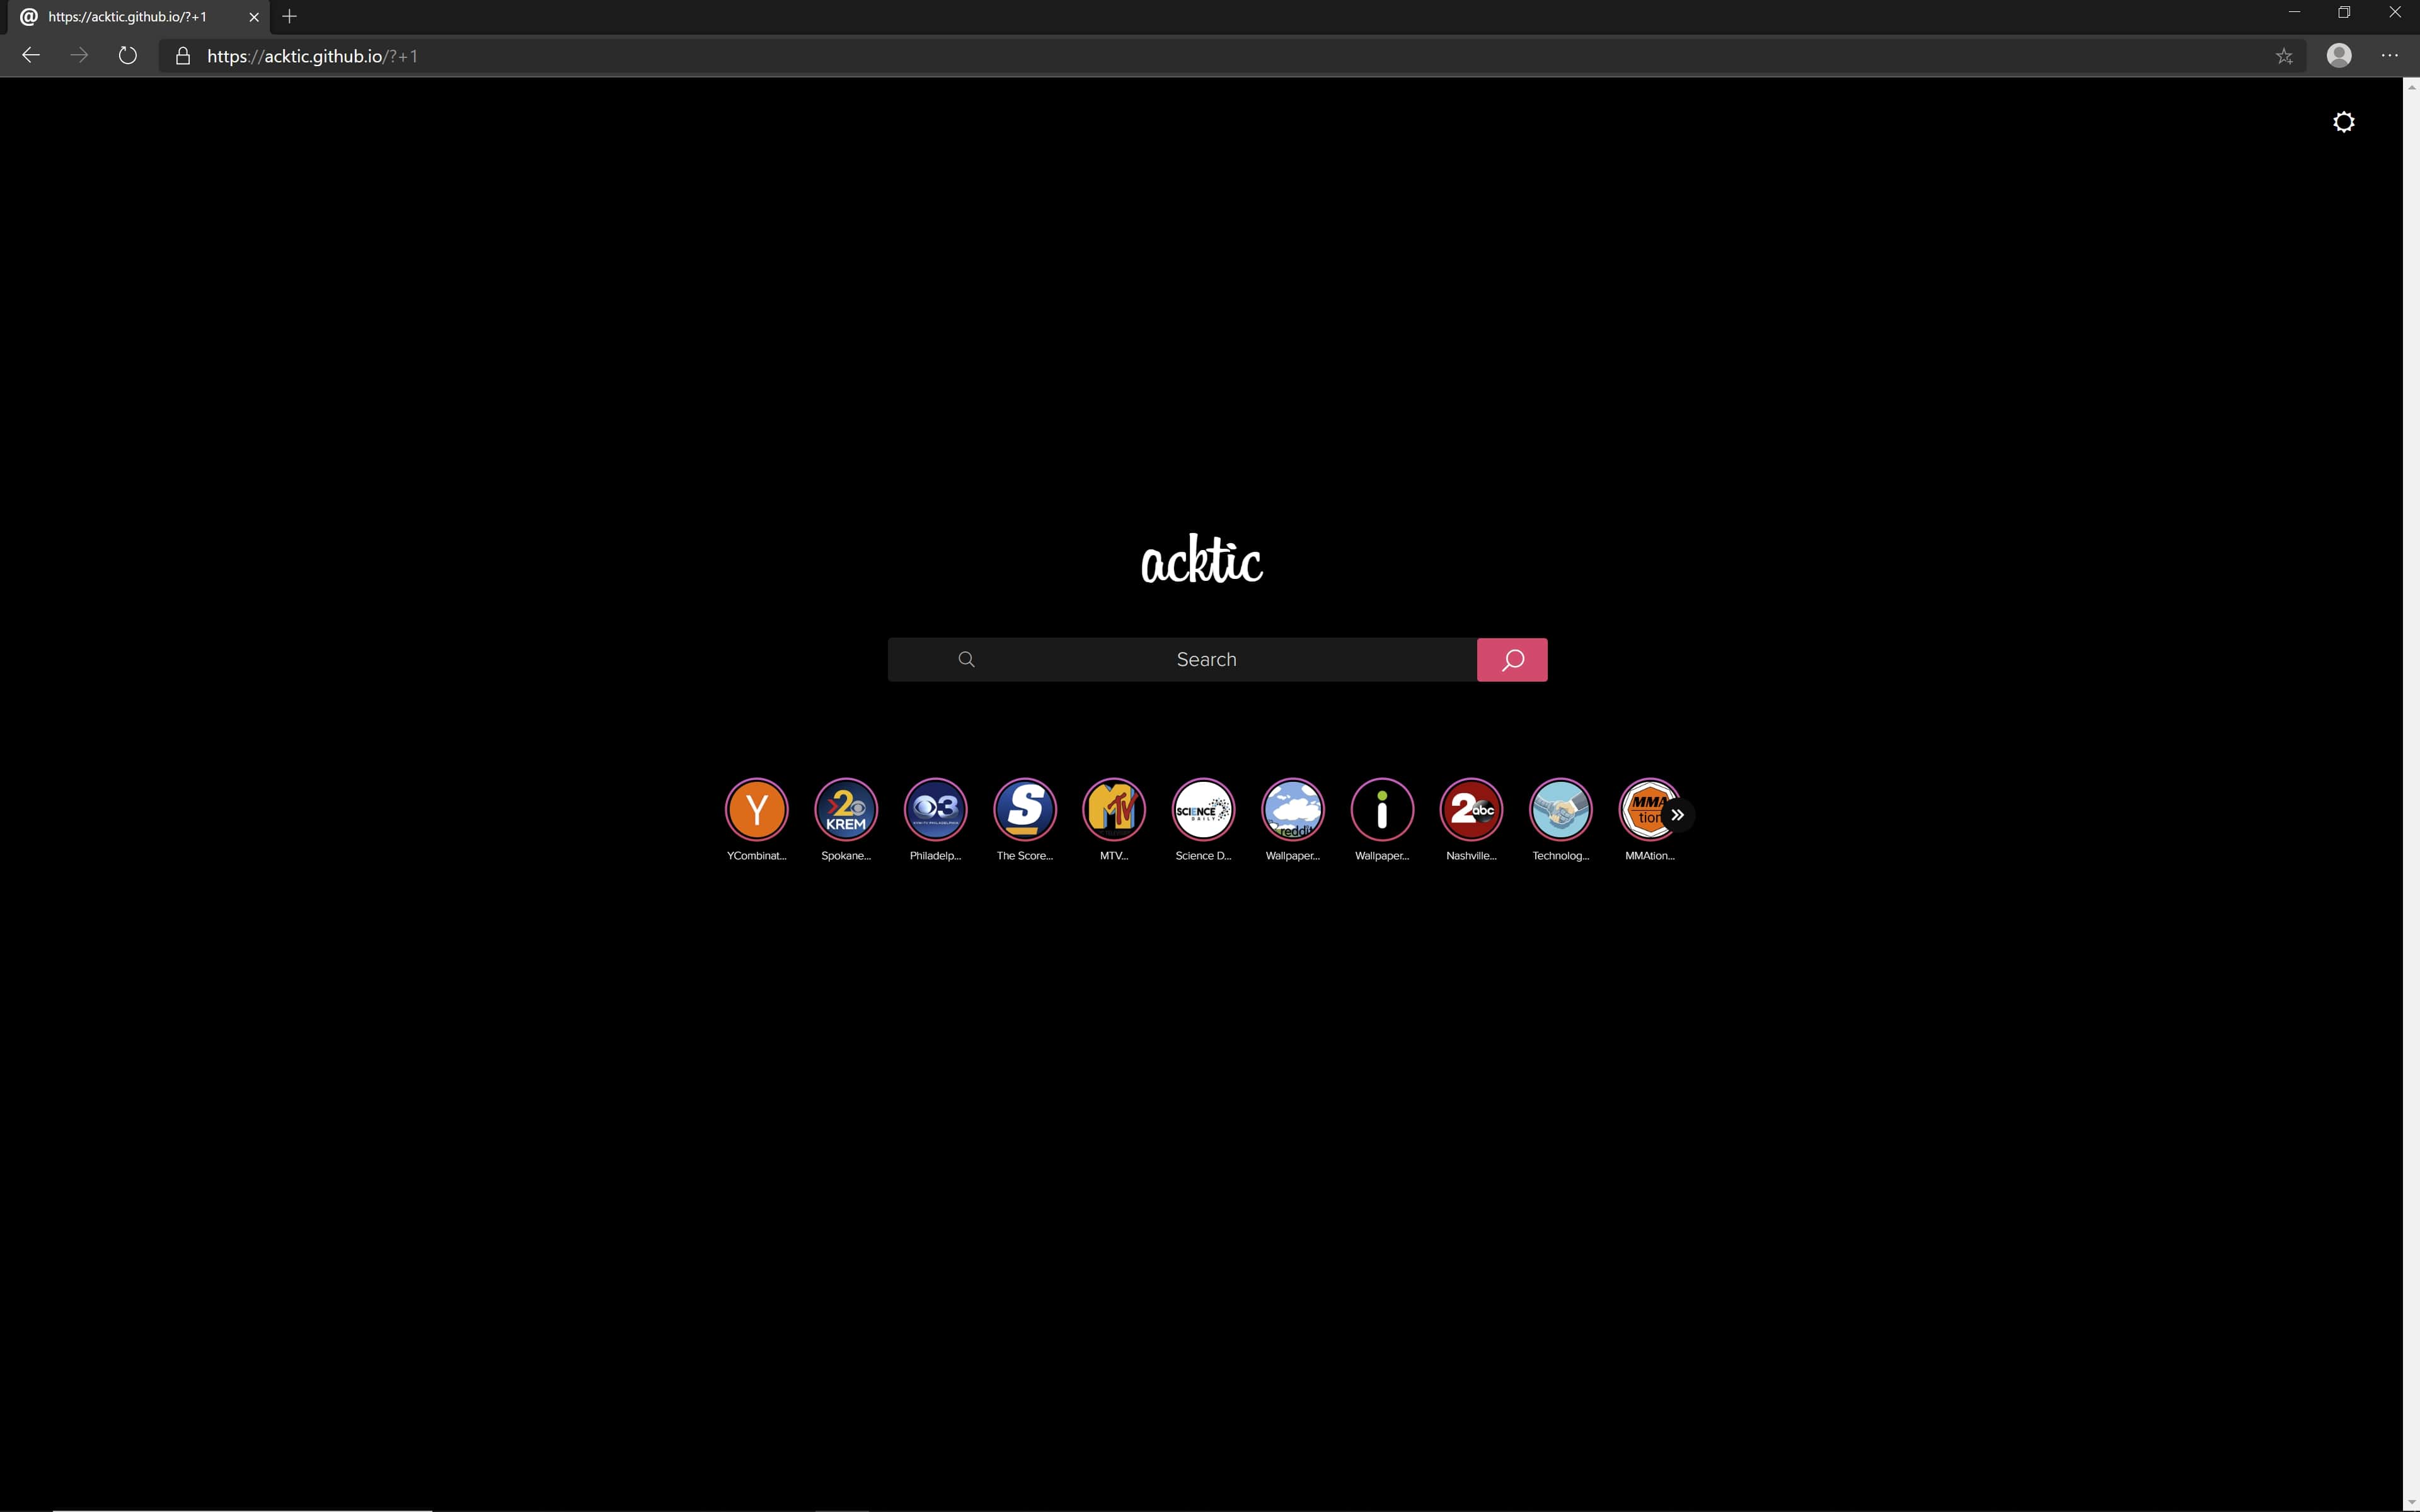 @ https://acktic.github.io/?+1
https://acktic.github.io/?+1
acktic
Search
Y
2
KREM
3
S
MTV
SCIENCE
DAILY
reddit
i
2 abc
MMA
tion
YCombinat...
Spokane...
Philadelp...
The Score...
MTV...
Science D...
Wallpaper...
Wallpaper...
Nashville...
Technolog...
MMAtion...